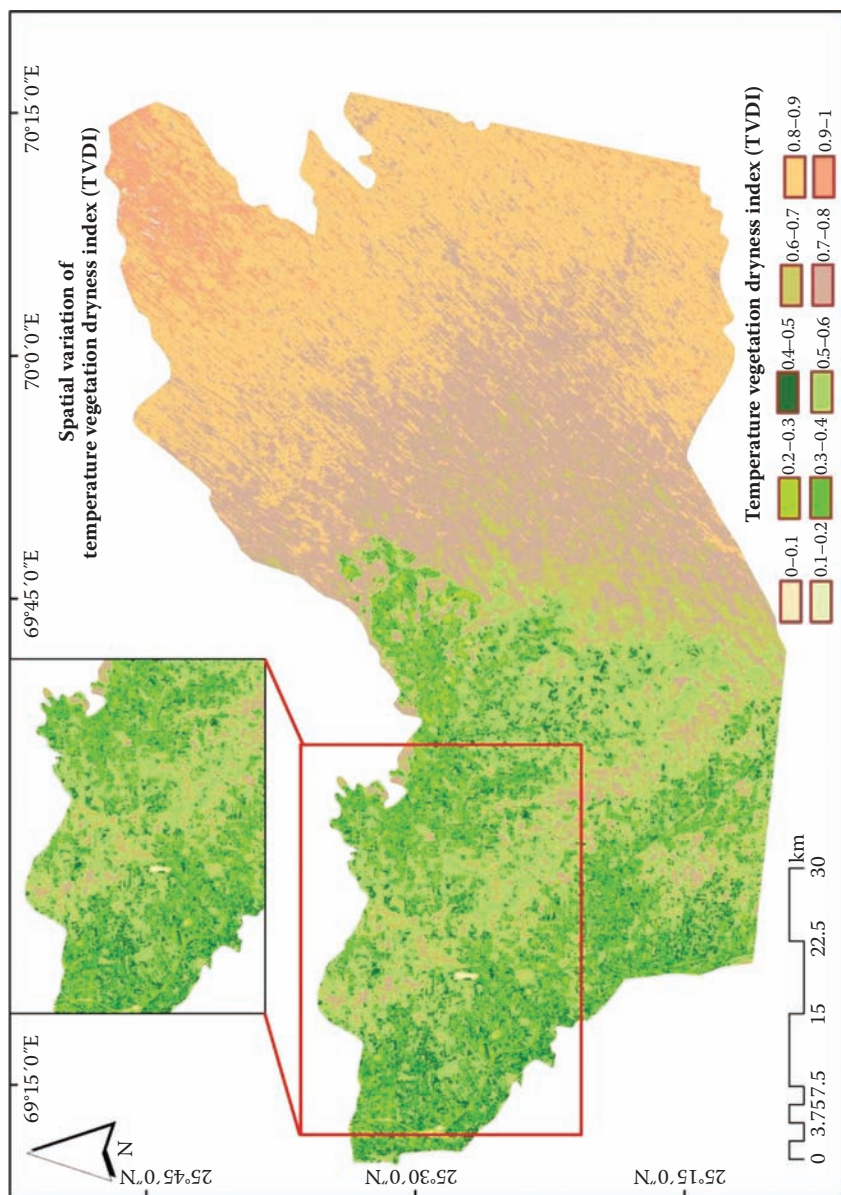 69°15´0˝E
69°45´0˝E
70°0´0˝E
70°15´0˝E
Spatial variation of
temperature vegetation dryness index (TVDI)
N
25°45´0˝N
25°30´0˝N
25°15´0˝N
Temperature vegetation dryness index (TVDI)
0–0.1
0.2–0.3
0.4–0.5
0.6–0.7
0.8–0.9
0.1–0.2
0.3–0.4
0.5–0.6
0.7–0.8
0.9–1
km
0 3.75 7.5 15 22.5 30